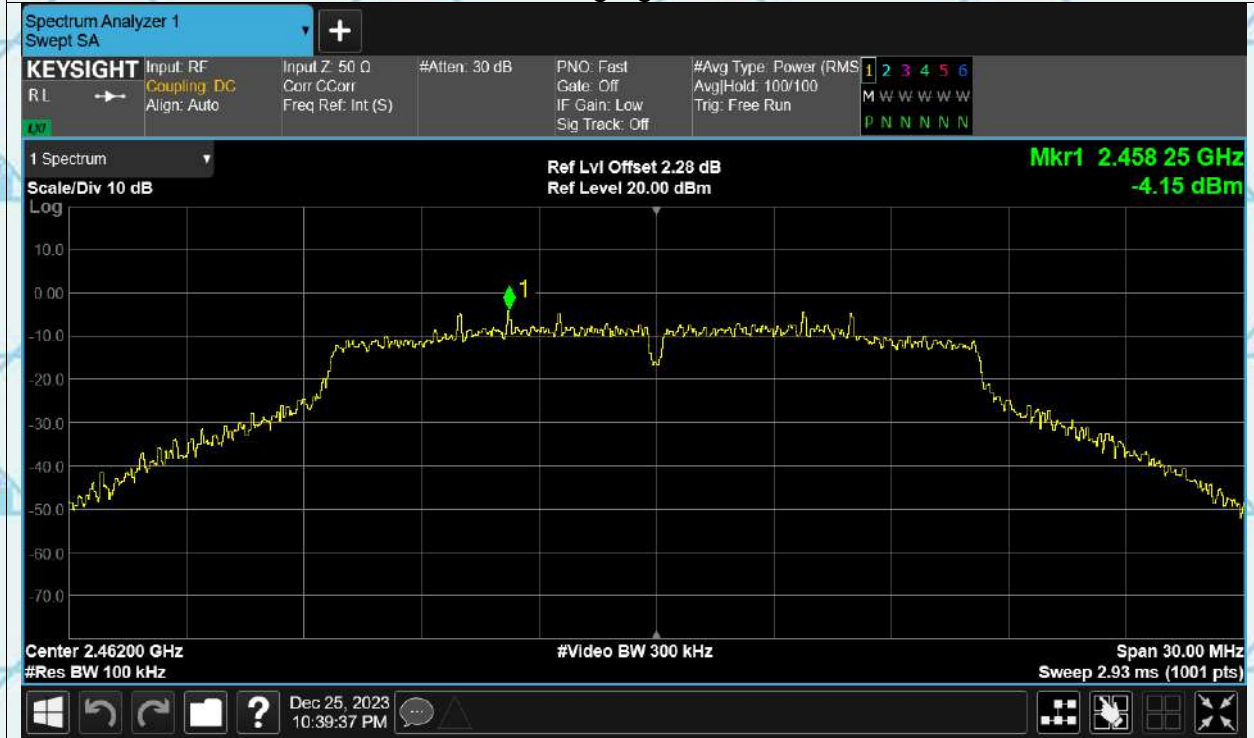 Spectrum Analyzer 1
Swept SA
+
KEYSIGHT
RL
LXI
Input: RF
Coupling: DC
Align: Auto
Input Z: 50 Ω
Corr CCorr
Freq Ref: Int (S)
#Atten: 30 dB
PNO: Fast
Gate: Off
IF Gain: Low
Sig Track: Off
#Avg Type: Power (RMS
Avg|Hold: 100/100
Trig: Free Run
1 2 3 4 5 6
M W W W W W
P N N N N N
1 Spectrum
Scale/Div 10 dB
Log
Ref Lvl Offset 2.28 dB
Ref Level 20.00 dBm
Mkr1 2.458 25 GHz
-4.15 dBm
10.0
0.00
1
-10.0
-20.0
-30.0
-40.0
-50.0
-60.0
-70.0
Center 2.46200 GHz
#Res BW 100 kHz
#Video BW 300 kHz
Span 30.00 MHz
Sweep 2.93 ms (1001 pts)
?
Dec 25, 2023
10:39:37 PM